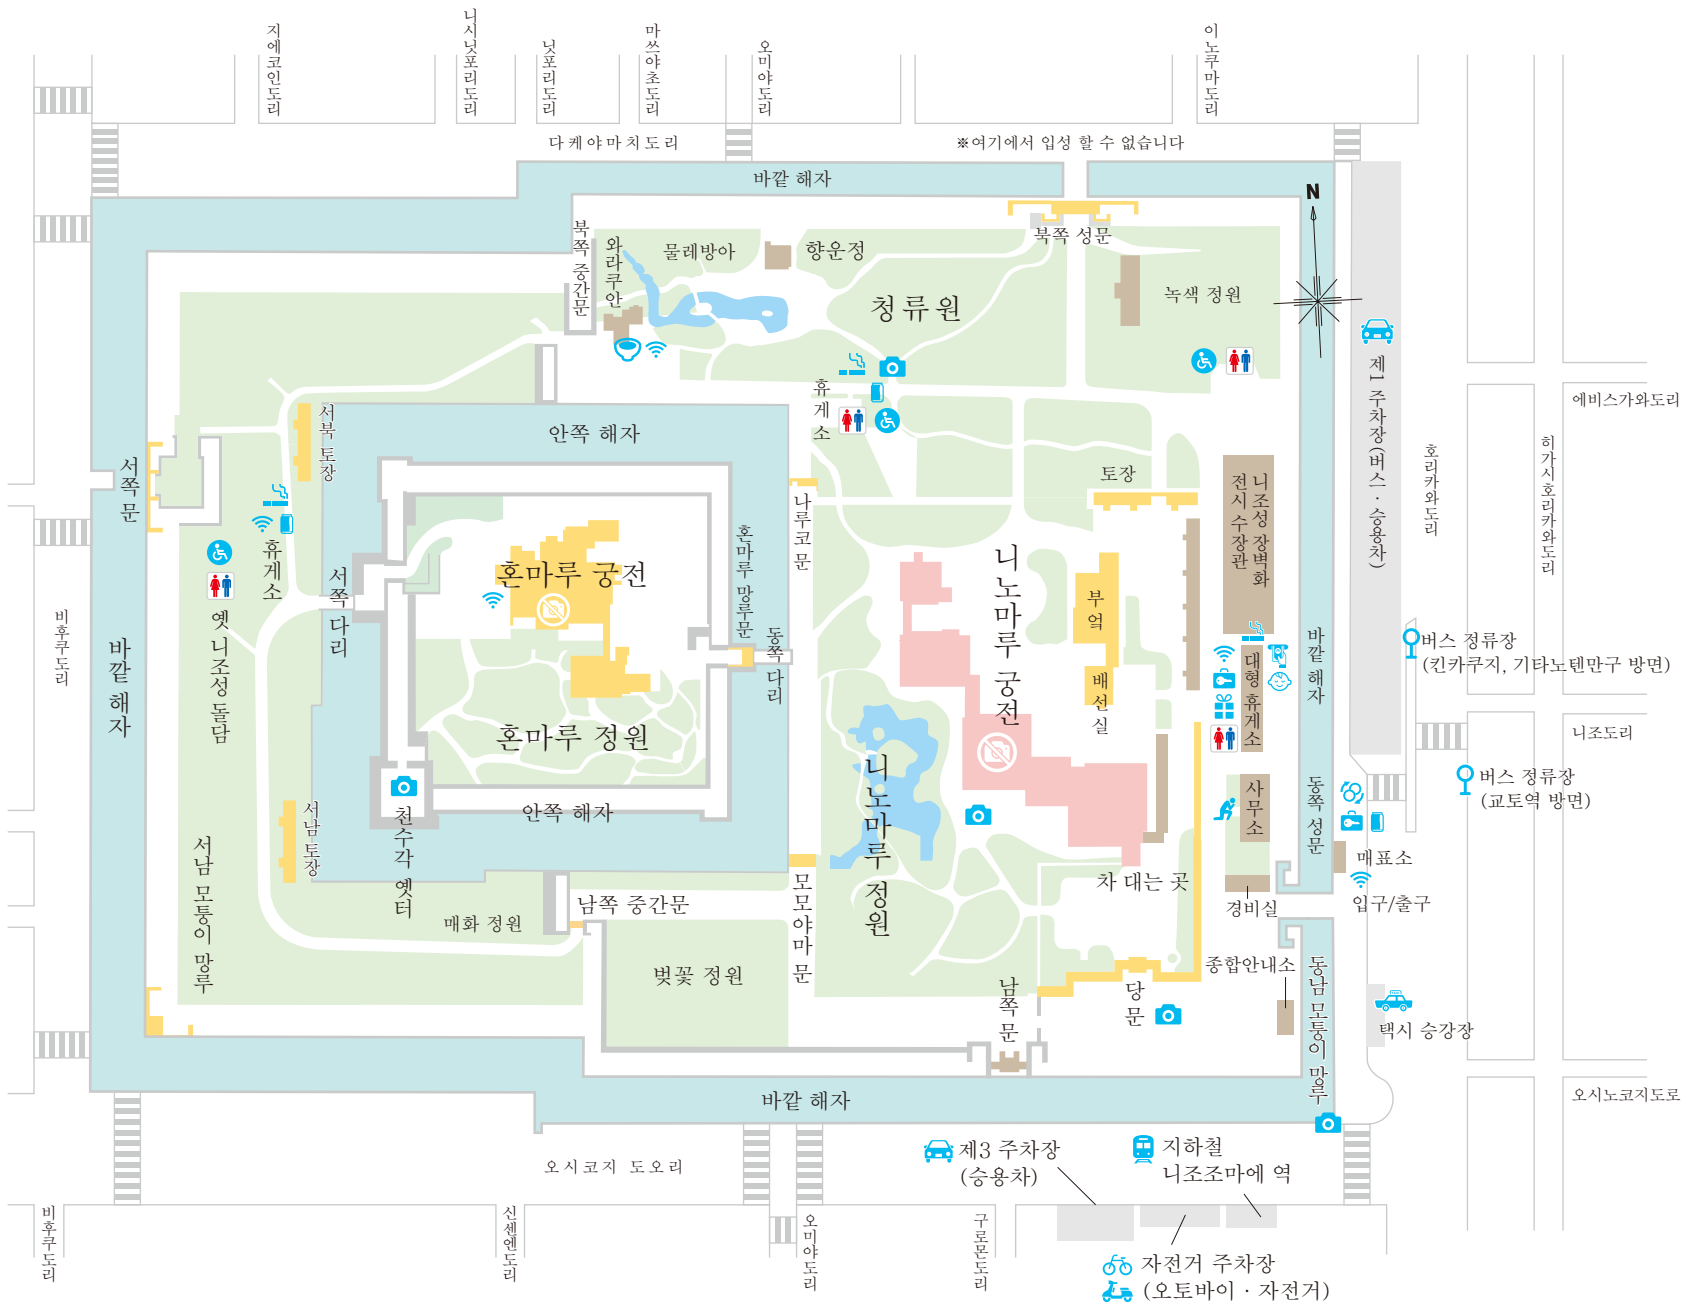 지에코인도리
니시닛포리도리
닛포리도리
마쓰야초도리
오미야도리
이노쿠마도리
다케야마치도리
※여기에서 입성 할 수 없습니다
바깥 해자
N
북쪽 성문
북쪽 중간문
와라쿠안
물레방아
향운정
청류원
녹색 정원
제1 주차장(버스 · 승용차)
에비스가와도리
호리카와도리
히가시호리카와도리
휴게소
서북 토장
안쪽 해자
서쪽 문
토장
니조성 장벽화
전시 수장관
나루코 문
혼마루 망루문
휴게소
서쪽 다리
혼마루 궁전
니노마루 궁전
부엌
동쪽 다리
옛 니조성 돌담
비후쿠도리
바깥 해자
바깥 해자
대형 휴게소
배선실
버스 정류장
(킨카쿠지, 기타노텐만구 방면)
니조도리
혼마루 정원
니노마루 정원
버스 정류장
(교토역 방면)
동쪽 성문
사무소
안쪽 해자
천수각 옛터
서남 토장
서남 모퉁이 망루
매표소
차 대는 곳
입구/출구
경비실
남쪽 중간문
매화 정원
모모야마 문
벚꽃 정원
종합안내소
남쪽 문
당문
동남 모퉁이 망루
택시 승강장
오시노코지도로
바깥 해자
오시코지 도오리
제3 주차장
(승용차)
지하철
니조조마에 역
비후쿠도리
신센엔도리
오미야도리
구로몬도리
자전거 주차장
(오토바이 · 자전거)